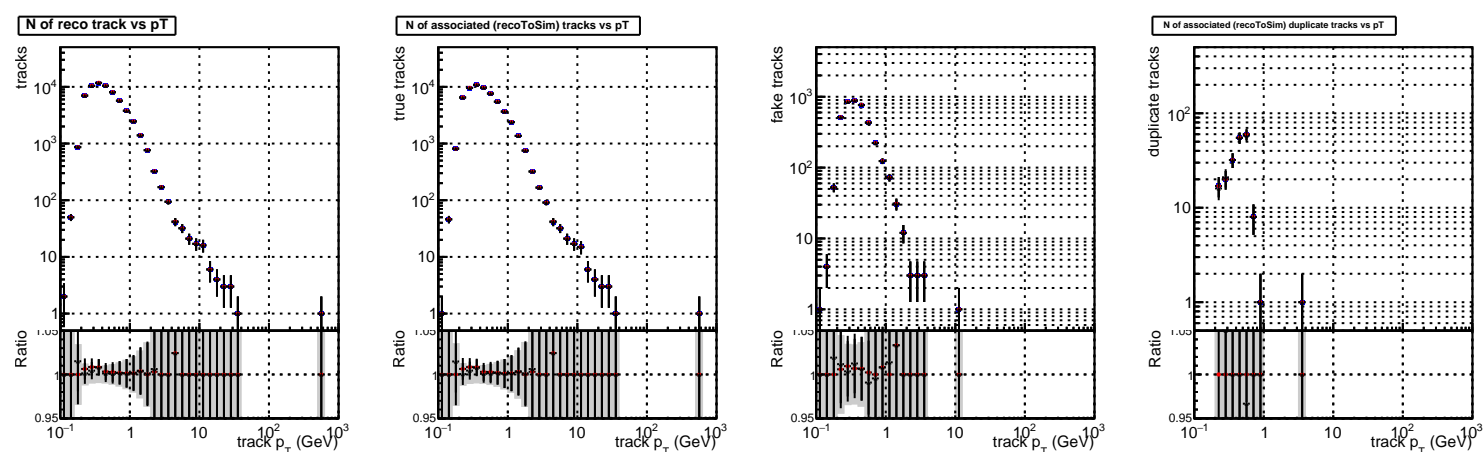 N of reco track vs pT
tracks
10^4
10^3
10^2
10
1
Ratio
1.05
1
0.95
10^-1 1 10 10^2 10^3
track p_T (GeV)
N of associated (recoToSim) tracks vs pT
true tracks
10^4
10^3
10^2
10
1
Ratio
1.05
1
0.95
10^-1 1 10 10^2 10^3
track p_T (GeV)
fake tracks
10^3
10^2
10
1
Ratio
1.05
1
0.95
10^-1 1 10 10^2 10^3
track p_T (GeV)
N of associated (recoToSim) duplicate tracks vs pT
duplicate tracks
10^2
10
1
Ratio
1.05
1
0.95
10^-1 1 10 10^2 10^3
track p_T (GeV)